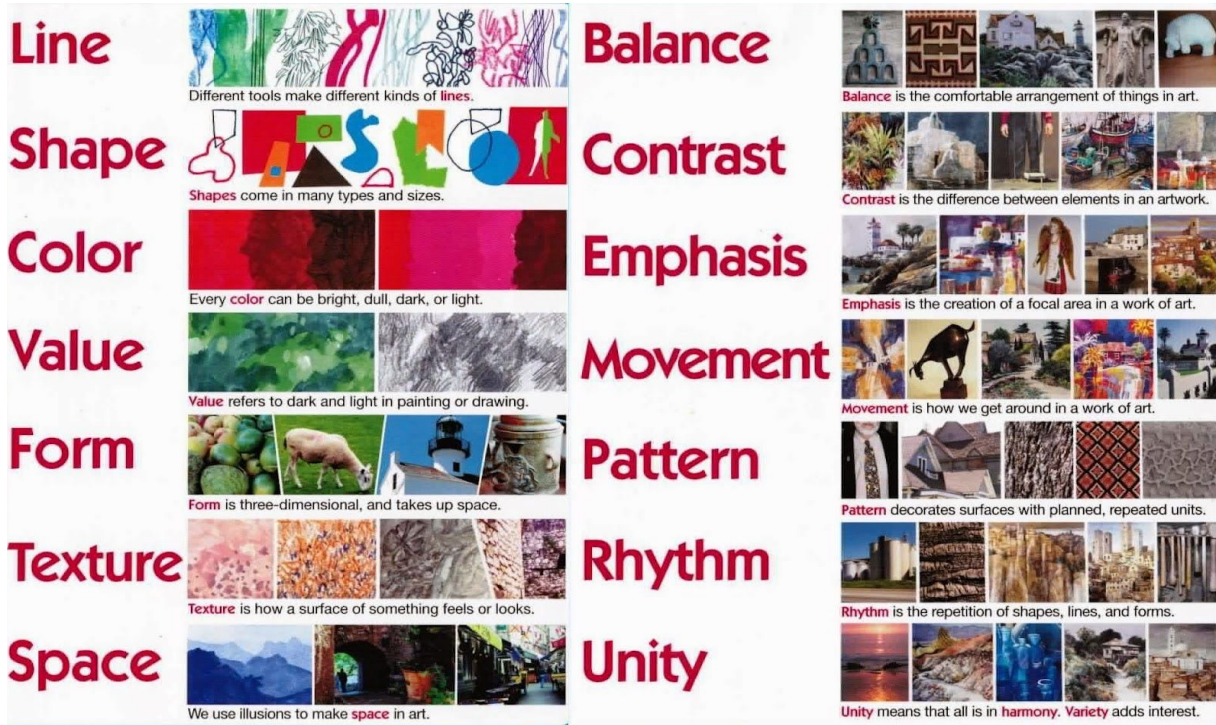 Line
Different tools make different kinds of lines.
Shape
Shapes come in many types and sizes.
Color
Every color can be bright, dull, dark, or light.
Value
Value refers to dark and light in painting or drawing.
Form
Form is three-dimensional, and takes up space.
Texture
Texture is how a surface of something feels or looks.
Space
We use illusions to make space in art.
Balance
Balance is the comfortable arrangement of things in art.
Contrast
Contrast is the difference between elements in an artwork.
Emphasis
Emphasis is the creation of a focal area in a work of art.
Movement
Movement is how we get around in a work of art.
Pattern
Pattern decorates surfaces with planned, repeated units.
Rhythm
Rhythm is the repetition of shapes, lines, and forms.
Unity
Unity means that all is in harmony. Variety adds interest.